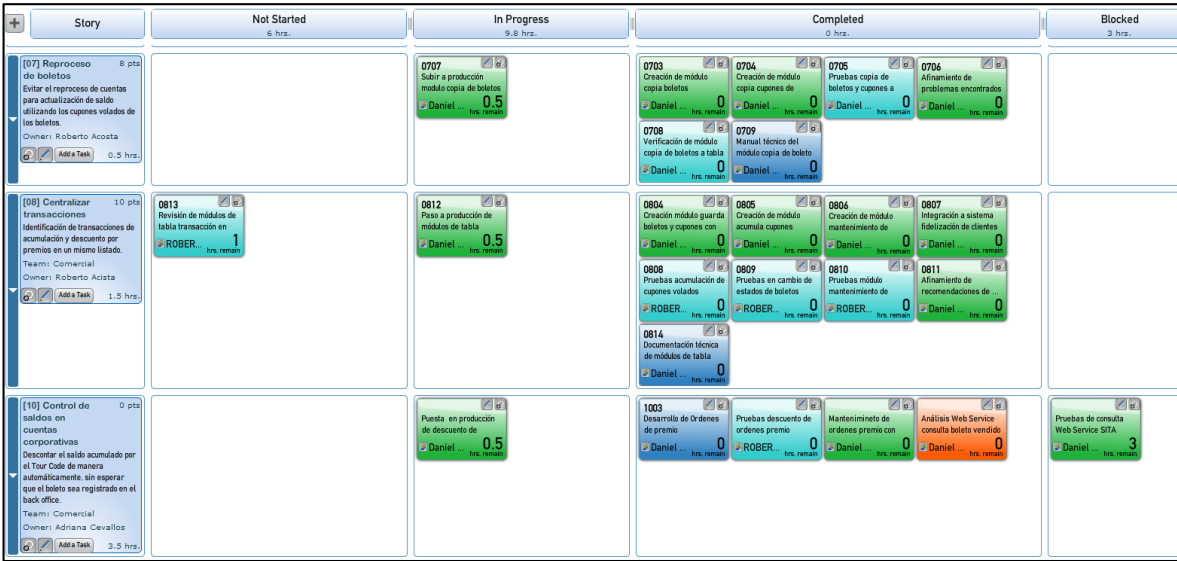 Story
Not Started
6 hrs.
In Progress
9.8 hrs.
Completed
0 hrs.
Blocked
3 hrs.
[07] Reproceso 8 pts
de boletos
Evitar el reproceso de cuentas
para actualización de saldo
utilizando los cupones volados de
los boletos.
Owner: Roberto Acosta
Add a Task 0.5 hrs.
0707
Subir a producción
modulo copia de boletos
Daniel ... 0.5
hrs. remain
0703
Creación de módulo
copia boletos
Daniel ... 0
hrs. remain
0704
Creación de módulo
copia cupones de
Daniel ... 0
hrs. remain
0705
Pruebas copia de
boletos y cupones a
Daniel ... 0
hrs. remain
0706
Afinamiento de
problemas encontrados
Daniel ... 0
hrs. remain
0708
Verificación de módulo
copia de boletos a tabla
Daniel ... 0
hrs. remain
0709
Manual técnico del
módulo copia de boleto
Daniel ... 0
hrs. remain
[08] Centralizar 10 pts
transacciones
Identificación de transacciones de
acumulación y descuento por
premios en un mismo listado.
Team: Comercial
Owner: Roberto Acista
Add a Task 1.5 hrs.
0813
Revisión de módulos de
tabla transacción en
ROBER... 1
hrs. remain
0812
Paso a producción de
módulos de tabla
Daniel ... 0.5
hrs. remain
0804
Creación módulo guarda
boletos y cupones con
Daniel ... 0
hrs. remain
0805
Creación de módulo
acumula cupones
Daniel ... 0
hrs. remain
0806
Creación de módulo
mantenimiento de
Daniel ... 0
hrs. remain
0807
Integración a sistema
fidelización de clientes
Daniel ... 0
hrs. remain
0808
Pruebas acumulación de
cupones volados
ROBER... 0
hrs. remain
0809
Pruebas en cambio de
estados de boletos
ROBER... 0
hrs. remain
0810
Pruebas módulo
mantenimiento de
ROBER... 0
hrs. remain
0811
Afinamiento de
recomendaciones de ...
Daniel ... 0
hrs. remain
0814
Documentación técnica
de módulos de tabla
Daniel ... 0
hrs. remain
[10] Control de 0 pts
saldos en
cuentas
corporativas
Descontar el saldo acumulado por
el Tour Code de manera
automáticamente, sin esperar
que el boleto sea registrado en el
back office.
Team: Comercial
Owner: Adriana Cevallos
Add a Task 3.5 hrs.
Puesta en producción
de descuento de
Daniel ... 0.5
hrs. remain
1003
Desarrollo de Ordenes
de premio
Daniel ... 0
hrs. remain
Pruebas descuento de
ordenes premio
ROBER... 0
hrs. remain
Mantenimineto de
ordenes premio con
Daniel ... 0
hrs. remain
Análisis Web Service
consulta boleto vendido
Daniel ... 0
hrs. remain
Pruebas de consulta
Web Service SITA
Daniel ... 3
hrs. remain